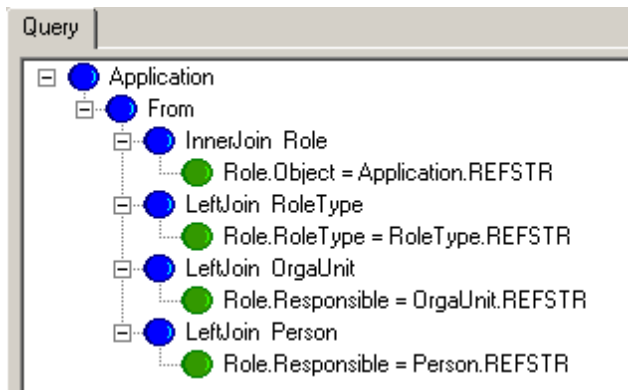 Query
Application
From
InnerJoin Role
Role.Object = Application.REFSTR
LeftJoin RoleType
Role.RoleType = RoleType.REFSTR
LeftJoin OrgaUnit
Role.Responsible = OrgaUnit.REFSTR
LeftJoin Person
Role.Responsible = Person.REFSTR